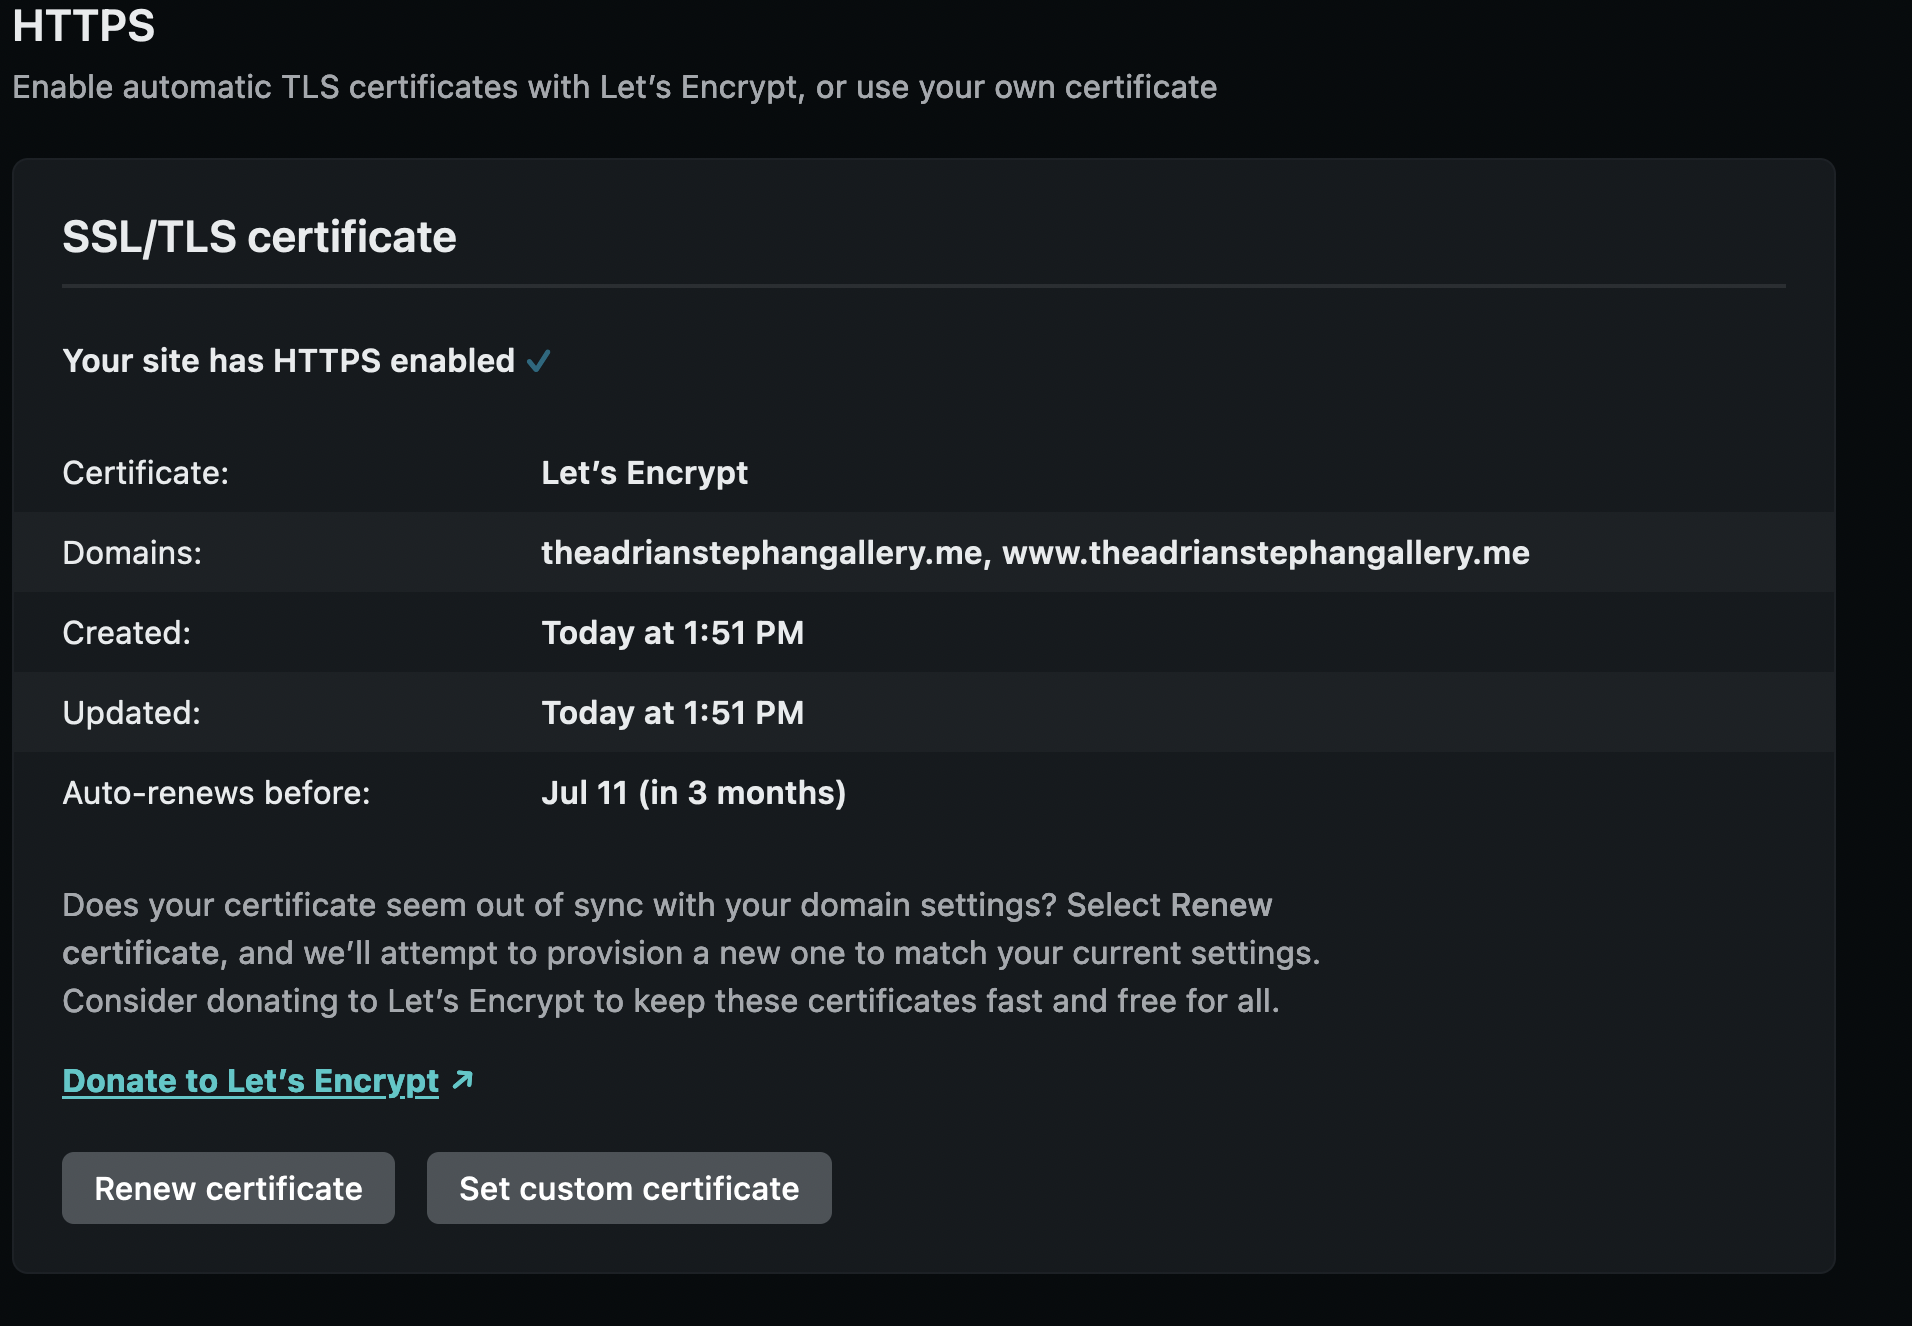 HTTPS
Enable automatic TLS certificates with Let’s Encrypt, or use your own certificate
SSL/TLS certificate
Your site has HTTPS enabled ✓
Certificate: Let’s Encrypt
Domains: theadrianstephangallery.me, www.theadrianstephangallery.me
Created: Today at 1:51 PM
Updated: Today at 1:51 PM
Auto-renews before: Jul 11 (in 3 months)
Does your certificate seem out of sync with your domain settings? Select Renew
certificate, and we’ll attempt to provision a new one to match your current settings.
Consider donating to Let’s Encrypt to keep these certificates fast and free for all.
Donate to Let’s Encrypt ↗
Renew certificate Set custom certificate